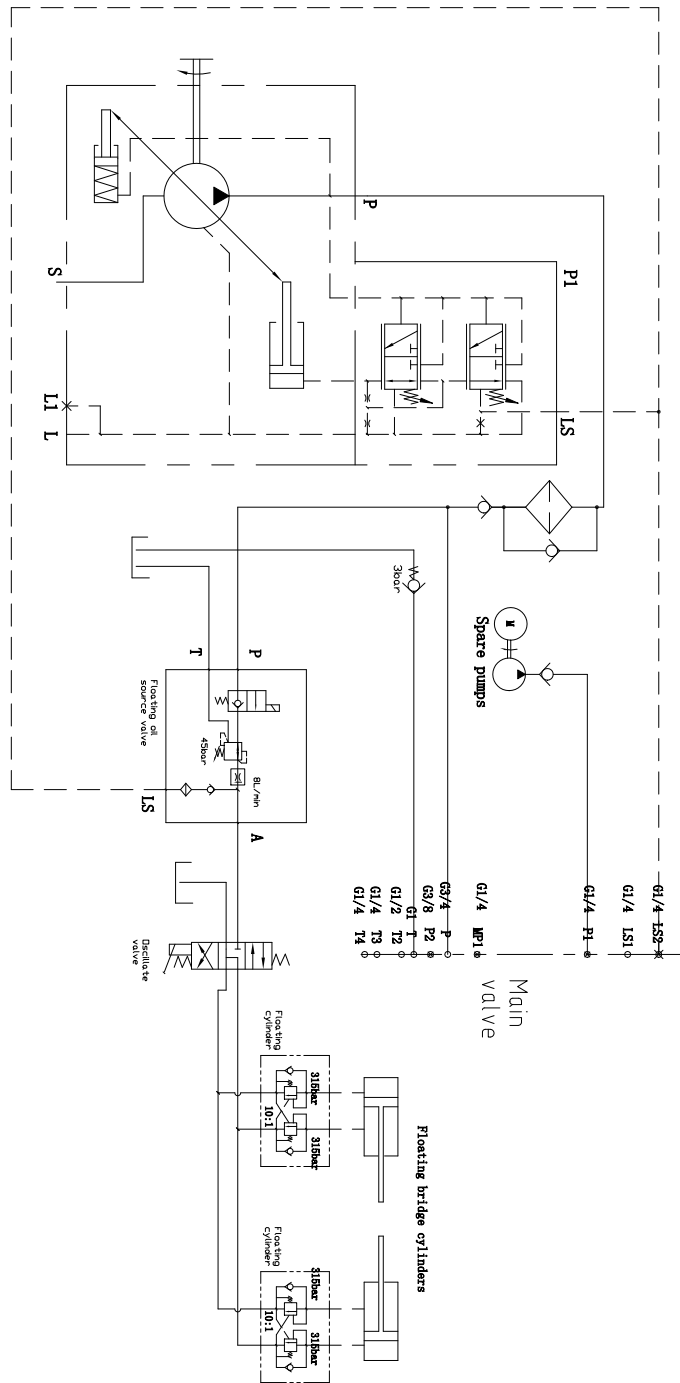 P
P1
S
L1
L
LS
3bar
M
Spare pumps
T
P
Floating oil
source valve
45bar
8L/min
LS
A
G1/4 T4
G1/4 T3
G1/2 T2
G1 T
G3/8 P2
G3/4 P
G1/4 MP1
G1/4 P1
G1/4 LS1
G1/4 LS2
Main
valve
Oscillate
valve
Floating
cylinder
315bar
10:1
315bar
Floating bridge cylinders
Floating
cylinder
315bar
10:1
315bar